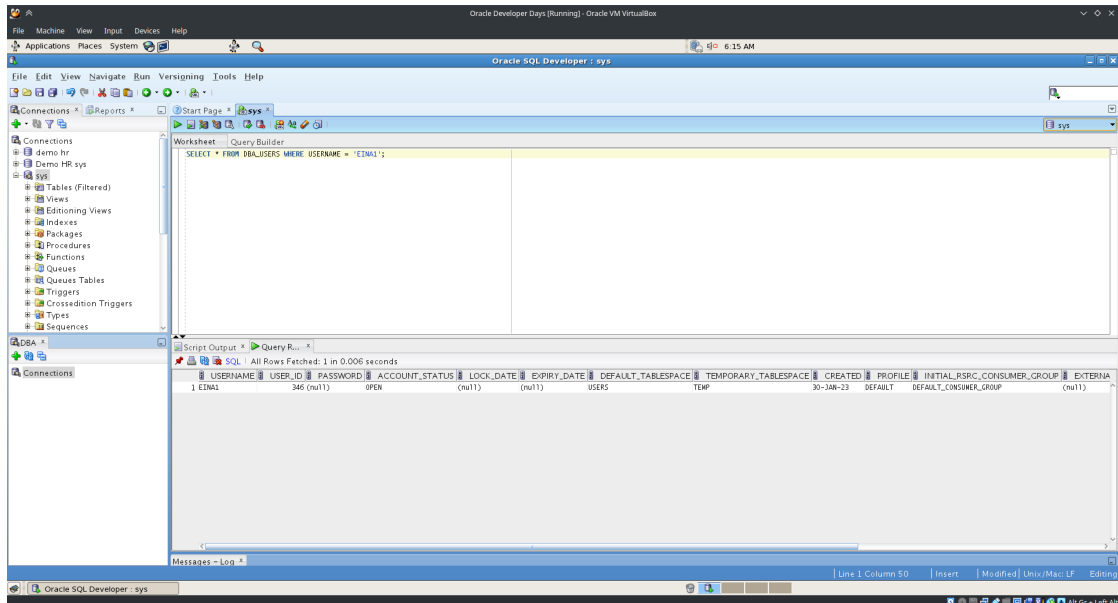 Oracle Developer Days [Running] - Oracle VM VirtualBox
File Machine View Input Devices Help
Applications Places System 6:15 AM
Oracle SQL Developer : sys
File Edit View Navigate Run Versioning Tools Help
Connections Reports Start Page sys
sys
Connections
demo hr
Demo HR sys
sys
Tables (Filtered)
Views
Editioning Views
Indexes
Packages
Procedures
Functions
Queues
Queues Tables
Triggers
Crossedition Triggers
Types
Sequences
Worksheet Query Builder
SELECT * FROM DBA_USERS WHERE USERNAME = 'EINA1';
DBA
Connections
Script Output Query R...
SQL | All Rows Fetched: 1 in 0.006 seconds
USERNAME USER_ID PASSWORD ACCOUNT_STATUS LOCK_DATE EXPIRY_DATE DEFAULT_TABLESPACE TEMPORARY_TABLESPACE CREATED PROFILE INITIAL_RSRC_CONSUMER_GROUP EXTERNA
1 EINA1 346 (null) OPEN (null) (null) USERS TEMP 30-JAN-23 DEFAULT DEFAULT_CONSUMER_GROUP (null)
Messages - Log
Line 1 Column 50 Insert Modified Unix/Mac: LF Editing
Oracle SQL Developer : sys
Alt Gr + Left Alt